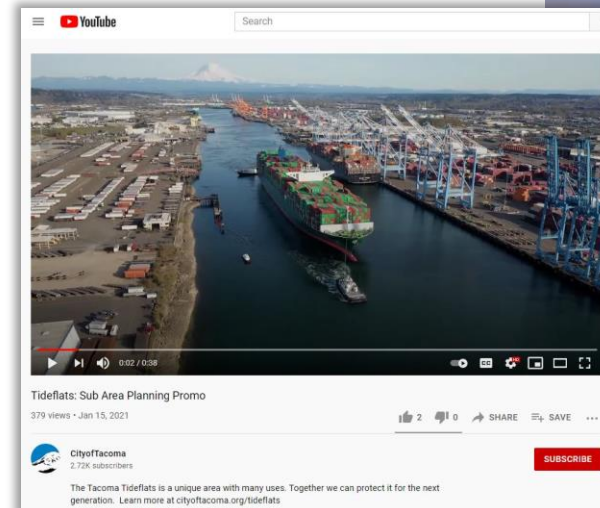 YouTube
Search
0:02 / 0:38
CC
HD
Tideflats: Sub Area Planning Promo
379 views • Jan 15, 2021
2
0
SHARE
SAVE
CityofTacoma
2.72K subscribers
SUBSCRIBE
The Tacoma Tideflats is a unique area with many uses. Together we can protect it for the next
generation. Learn more at cityoftacoma.org/tideflats